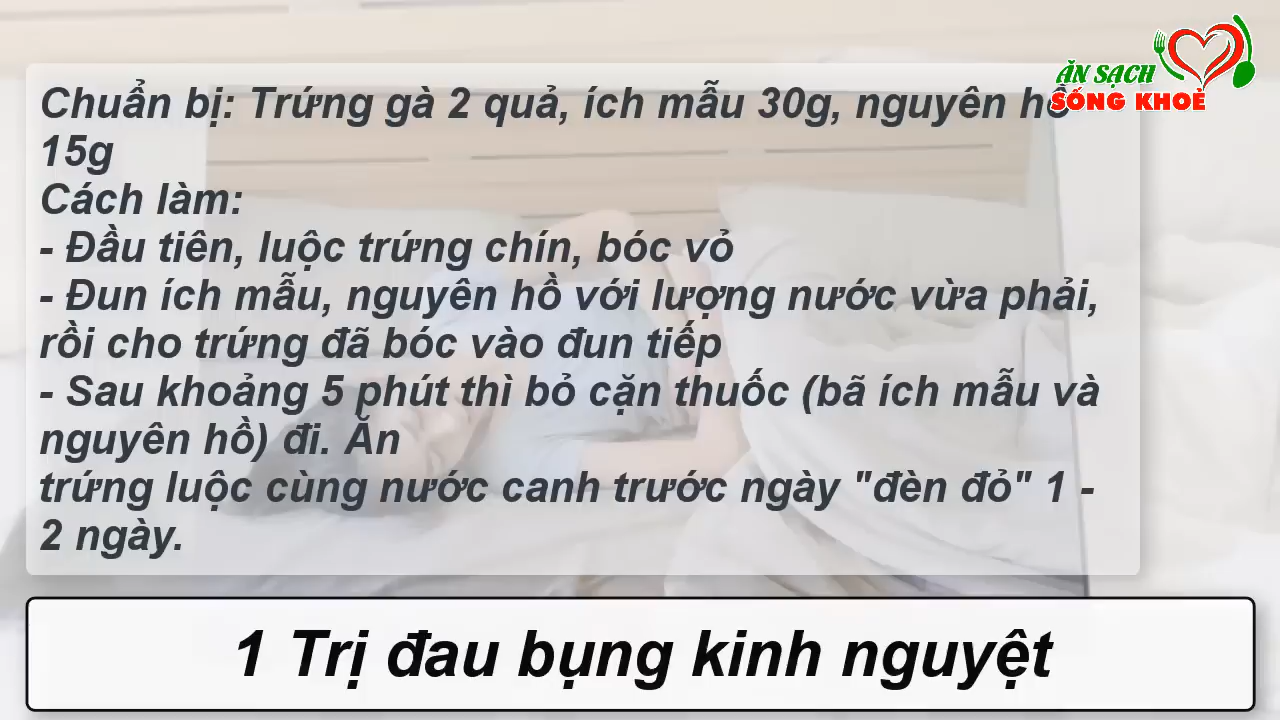 ĂN SẠCH
SỐNG KHOẺ
Chuẩn bị: Trứng gà 2 quả, ích mẫu 30g, nguyên hồ
15g
Cách làm:
- Đầu tiên, luộc trứng chín, bóc vỏ
- Đun ích mẫu, nguyên hồ với lượng nước vừa phải,
rồi cho trứng đã bóc vào đun tiếp
- Sau khoảng 5 phút thì bỏ cặn thuốc (bã ích mẫu và
nguyên hồ) đi. Ăn
trứng luộc cùng nước canh trước ngày "đèn đỏ" 1 -
2 ngày.
1 Trị đau bụng kinh nguyệt